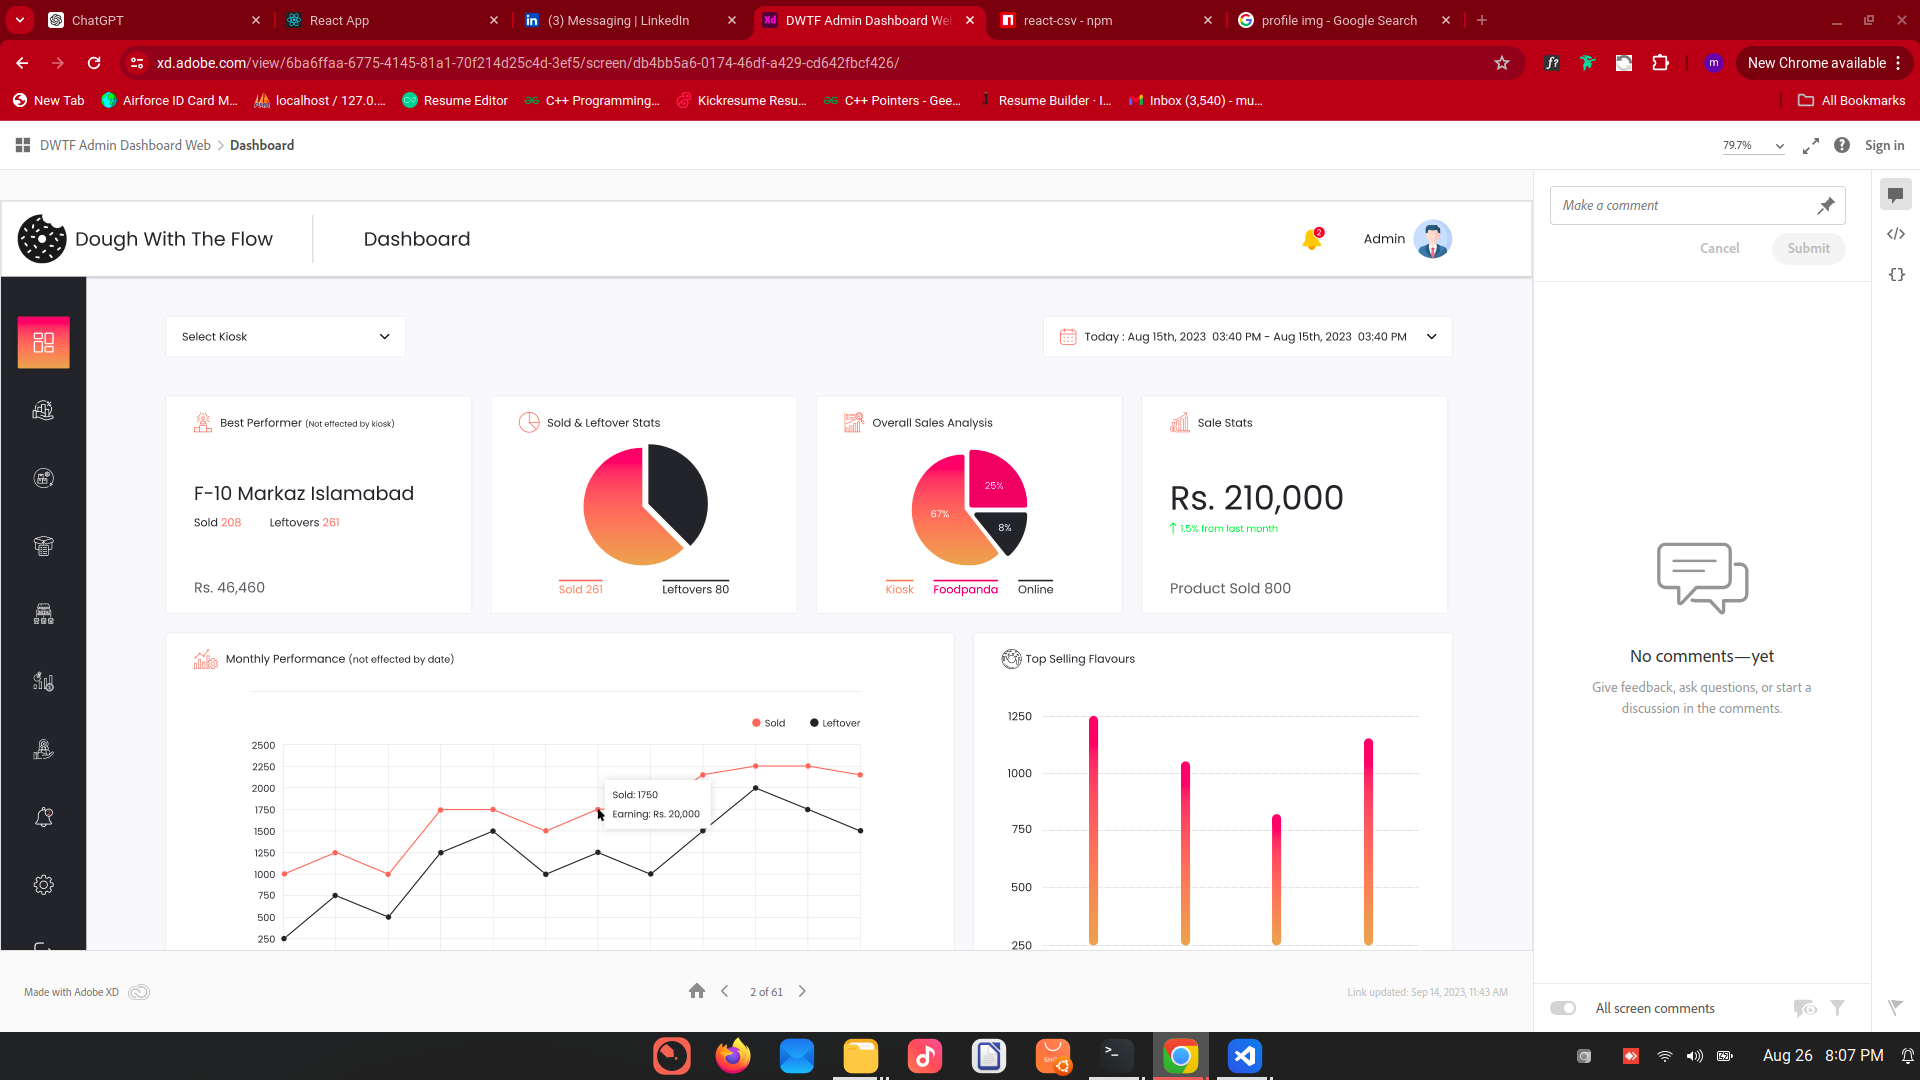 ChatGPT
React App
in (3) Messaging | LinkedIn
Xd DWTF Admin Dashboard We
react-csv - npm
profile img - Google Search
xd.adobe.com/view/6ba6ffaa-6775-4145-81a1-70f214d25c4d-3ef5/screen/db4bb5a6-0174-46df-a429-cd642fbcf426/
f?
m
New Chrome available
New Tab
Airforce ID Card M...
localhost / 127.0....
Resume Editor
C++ Programming...
Kickresume Resu...
C++ Pointers - Gee...
Resume Builder · I...
Inbox (3,540) - mu...
All Bookmarks
DWTF Admin Dashboard Web > Dashboard
79.7%
Sign in
Dough With The Flow
Dashboard
2
Admin
Make a comment
Cancel
Submit
Select Kiosk
Today : Aug 15th, 2023 03:40 PM - Aug 15th, 2023 03:40 PM
Best Performer (Not effected by kiosk)
F-10 Markaz Islamabad
Sold 208
Leftovers 261
Rs. 46,460
Sold & Leftover Stats
Sold 261
Leftovers 80
Overall Sales Analysis
25%
67%
8%
Kiosk
Foodpanda
Online
Sale Stats
Rs. 210,000
1.5% from last month
Product Sold 800
Monthly Performance (not effected by date)
Sold
Leftover
2500
2250
2000
1750
1500
1250
1000
750
500
250
Sold: 1750
Earning: Rs. 20,000
Top Selling Flavours
1250
1000
750
500
250
No comments—yet
Give feedback, ask questions, or start a
discussion in the comments.
Made with Adobe XD
2 of 61
Link updated: Sep 14, 2023, 11:43 AM
All screen comments
Aug 26 8:07 PM